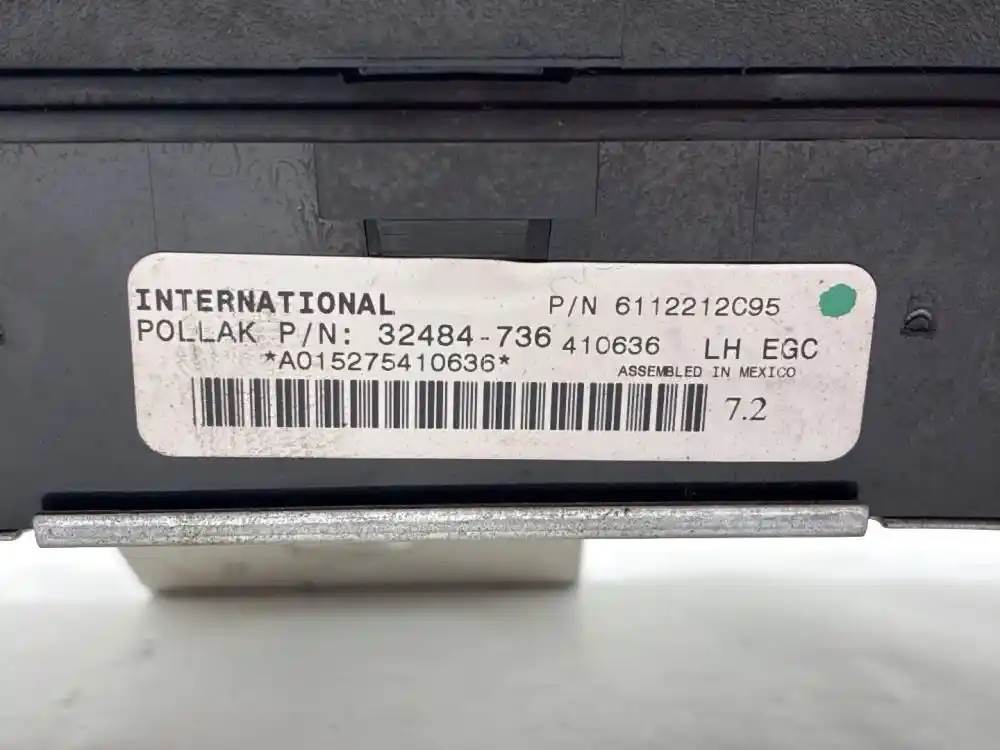 INTERNATIONAL P/N 6112212C95
POLLAK P/N: 32484-736 410636 LH EGC
*A015275410636* ASSEMBLED IN MEXICO
7.2